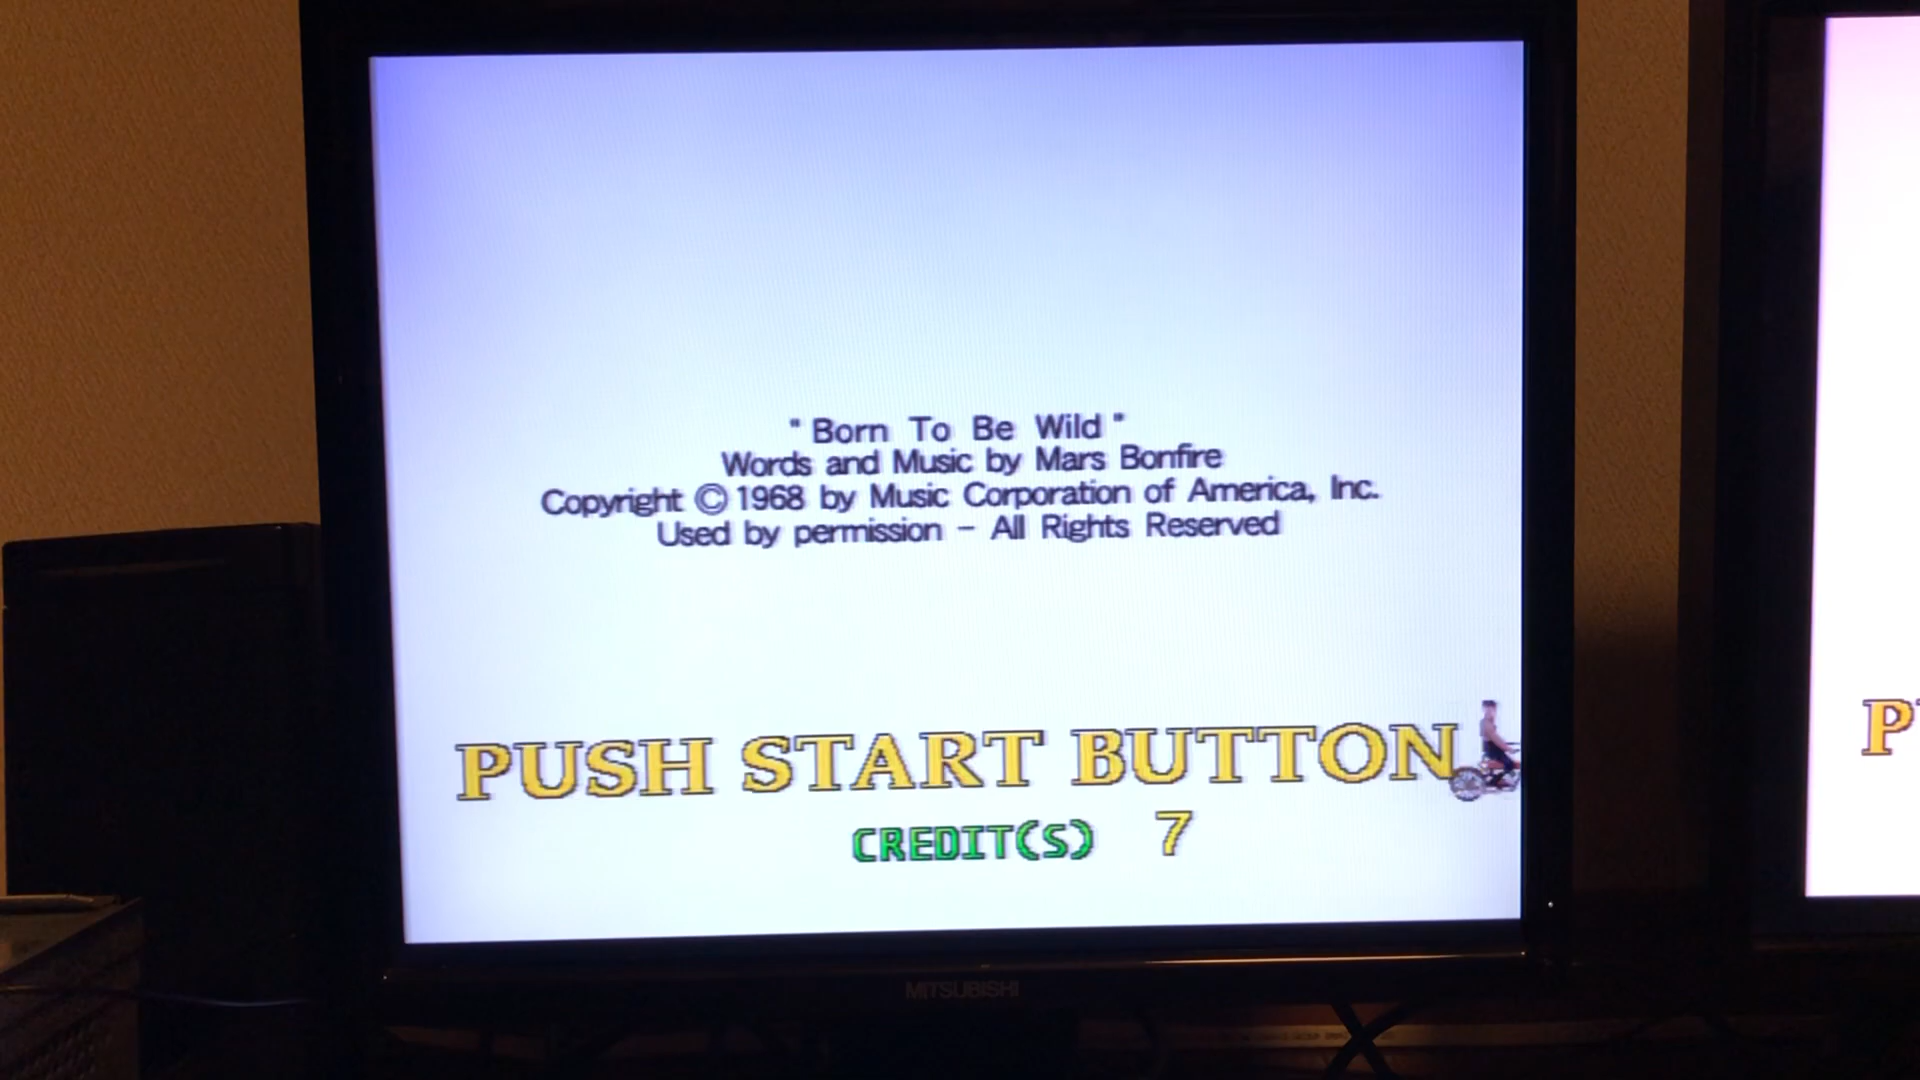 " Born To Be Wild "
Words and Music by Mars Bonfire
Copyright © 1968 by Music Corporation of America, Inc.
Used by permission – All Rights Reserved
PUSH START BUTTON
CREDIT(S) 7
MITSUBISHI
P